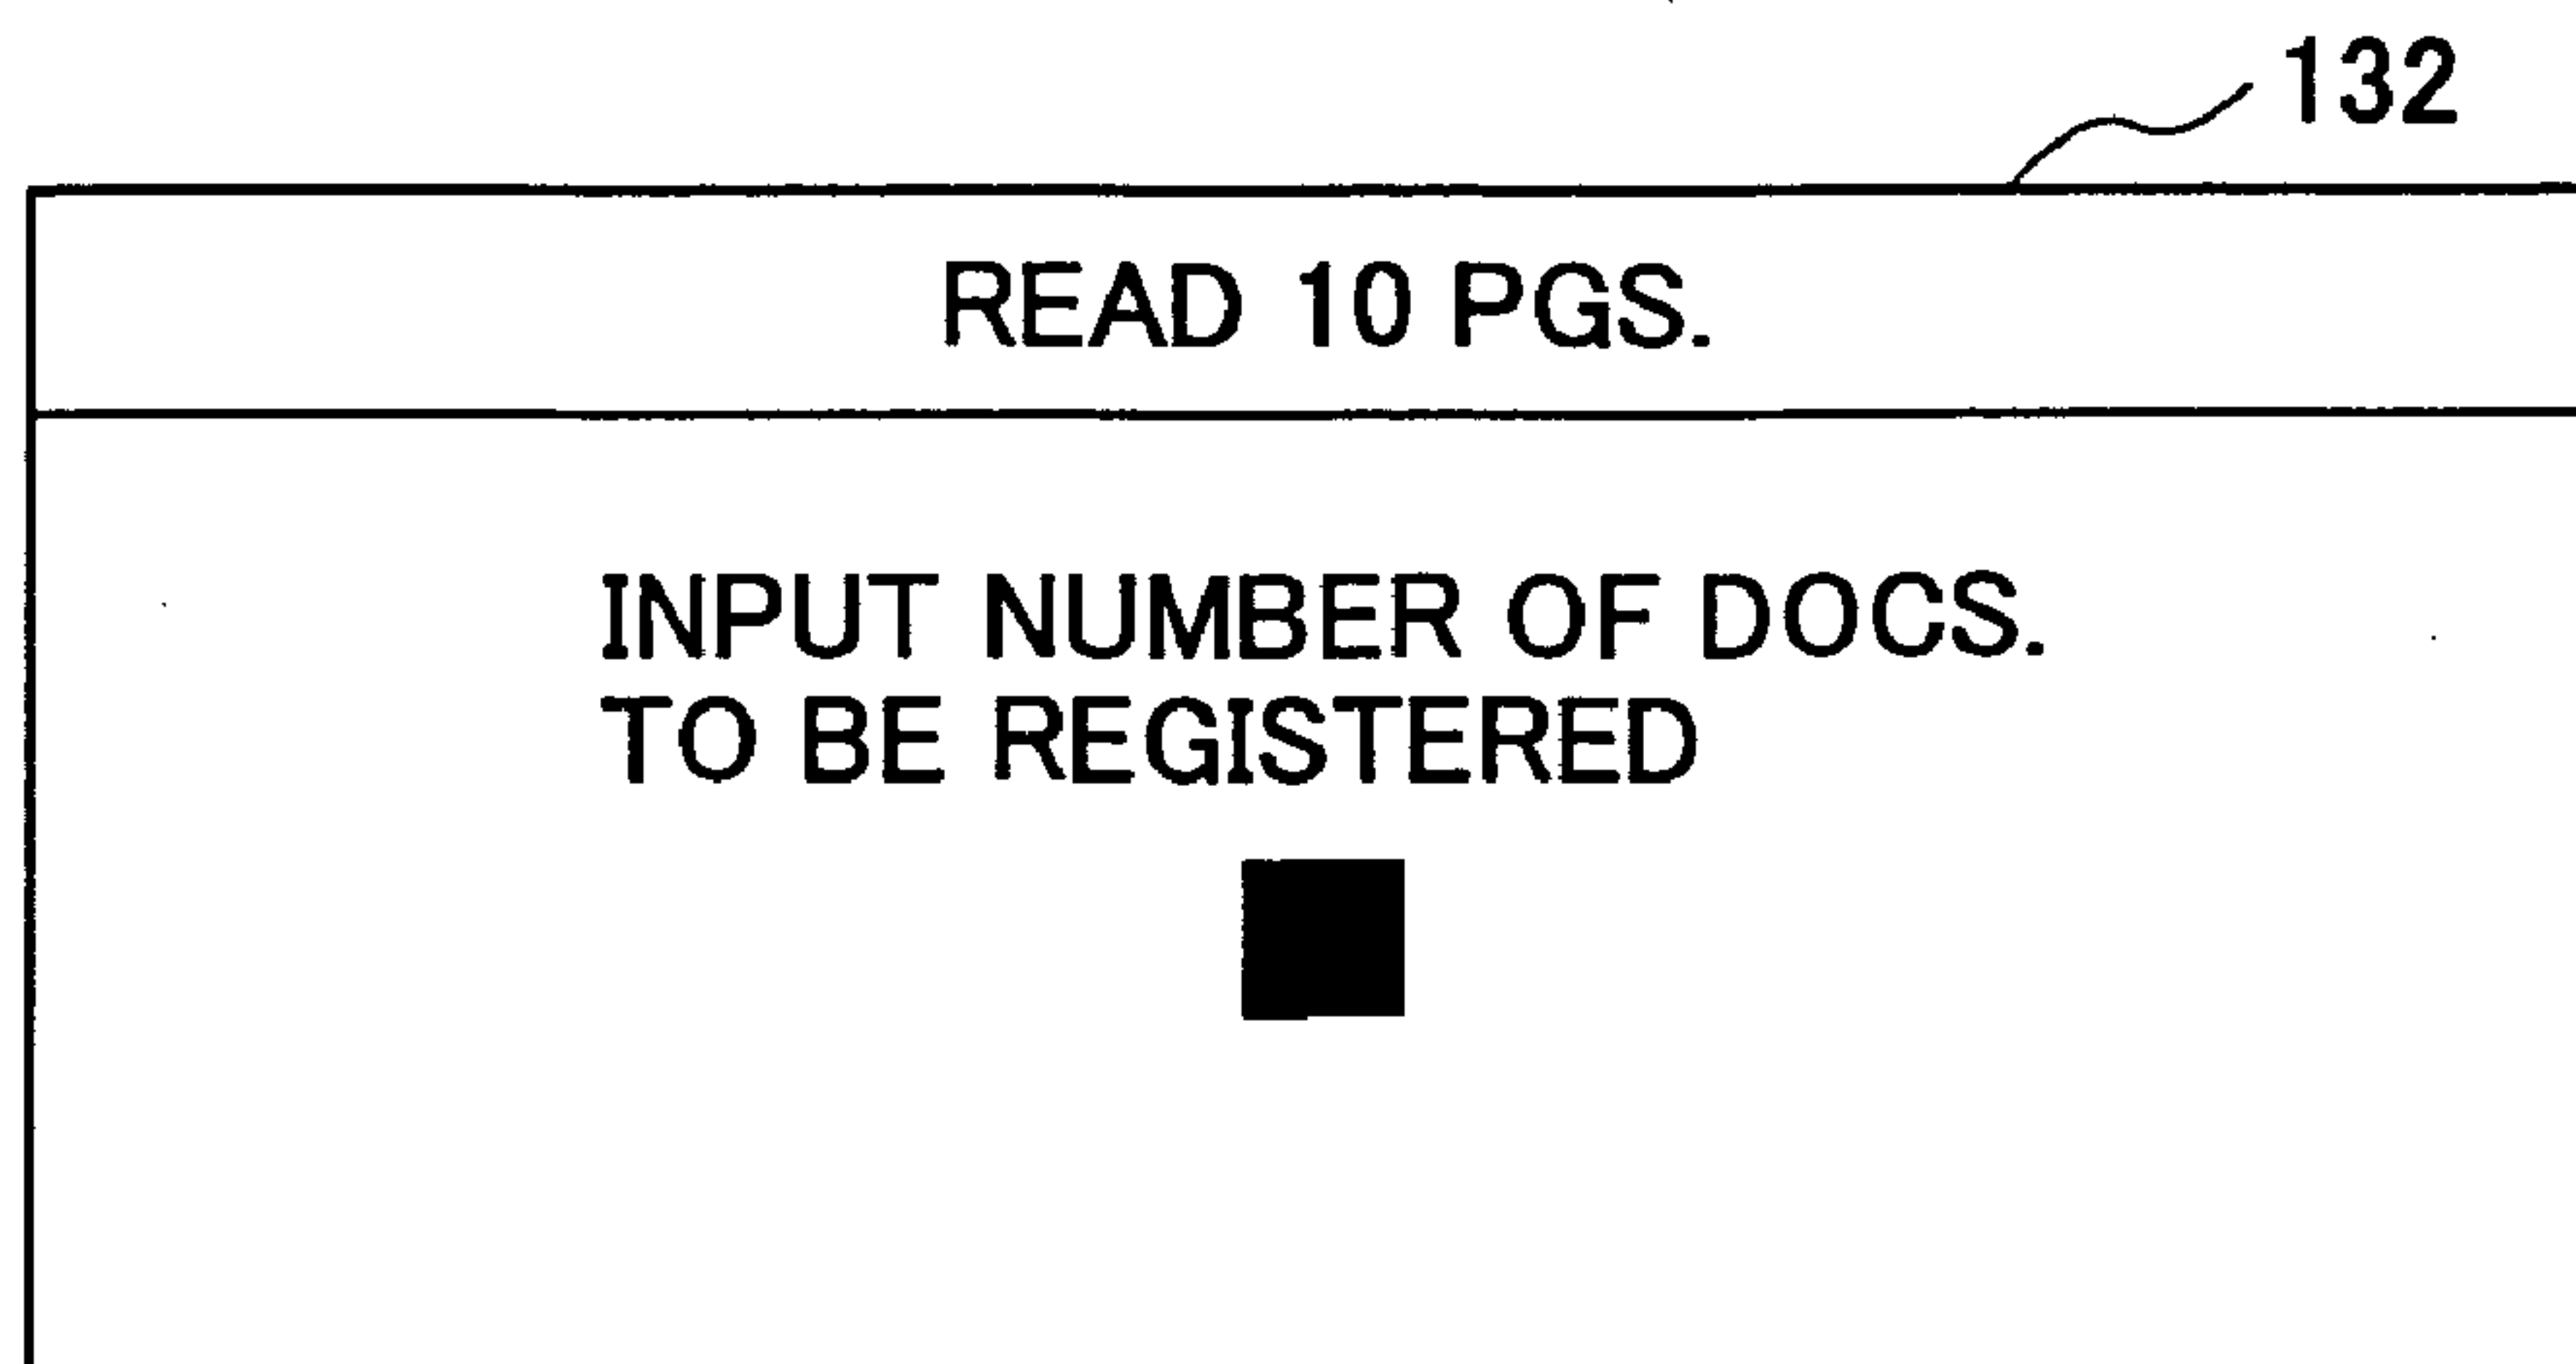 132
READ 10 PGS.
INPUT NUMBER OF DOCS.
TO BE REGISTERED